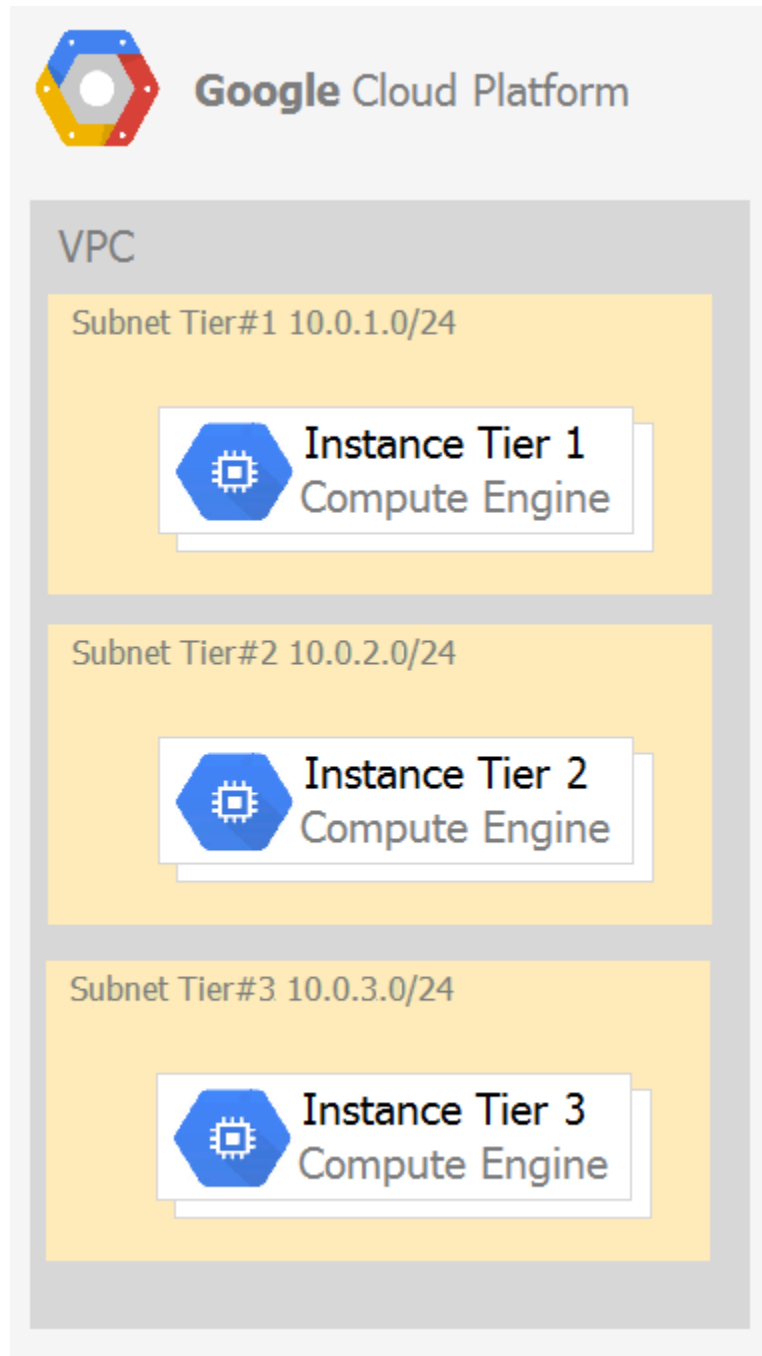 Google Cloud Platform
VPC
Subnet Tier#1 10.0.1.0/24
Instance Tier 1
Compute Engine
Subnet Tier#2 10.0.2.0/24
Instance Tier 2
Compute Engine
Subnet Tier#3 10.0.3.0/24
Instance Tier 3
Compute Engine